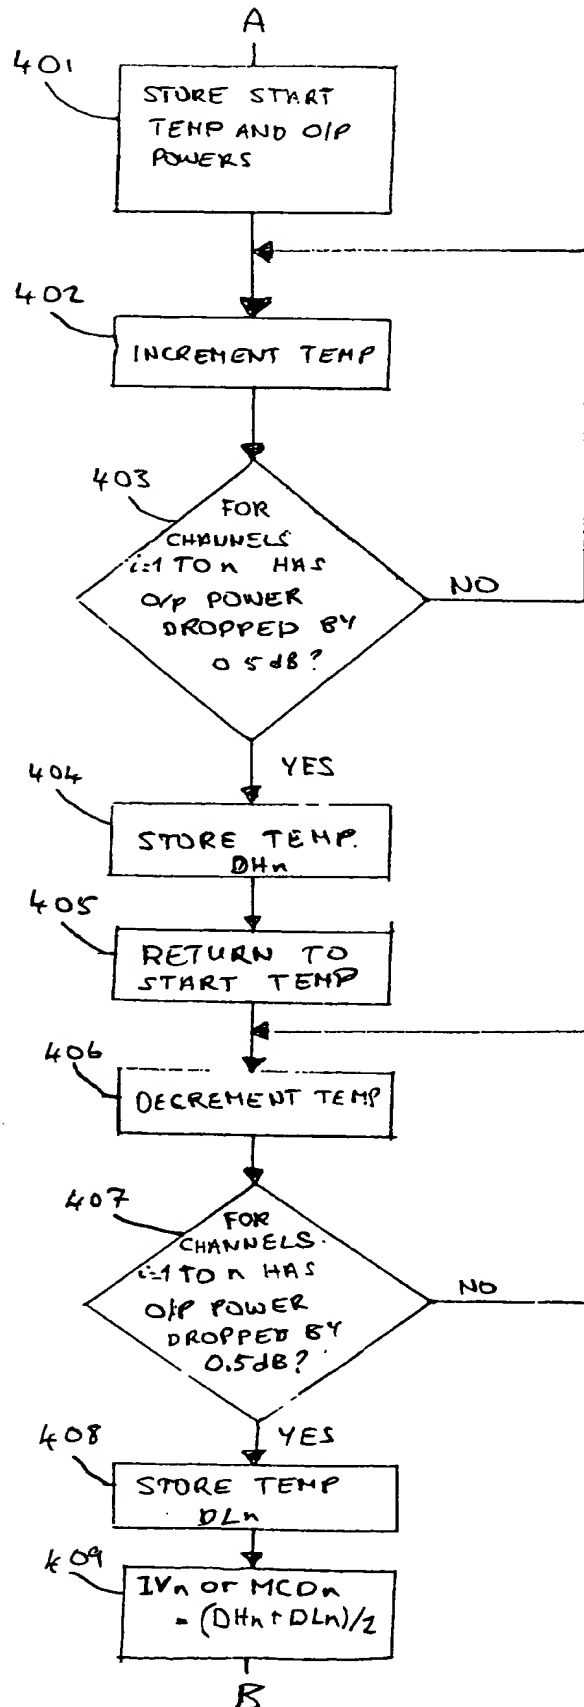 A
401
STORE START
TEMP AND O/P
POWERS
402
INCREMENT TEMP
403
FOR
CHANNELS
i=1 TO n HAS
O/P POWER
DROPPED BY
0 5 dB?
NO
YES
404
STORE TEMP.
DHn
405
RETURN TO
START TEMP
406
DECREMENT TEMP
407
FOR
CHANNELS.
i=1 TO n HAS
O/P POWER
DROPPED BY
0.5dB?
NO
YES
408
STORE TEMP
DLn
409
IVn or MCDn
= (DHn+DLn)/2
B